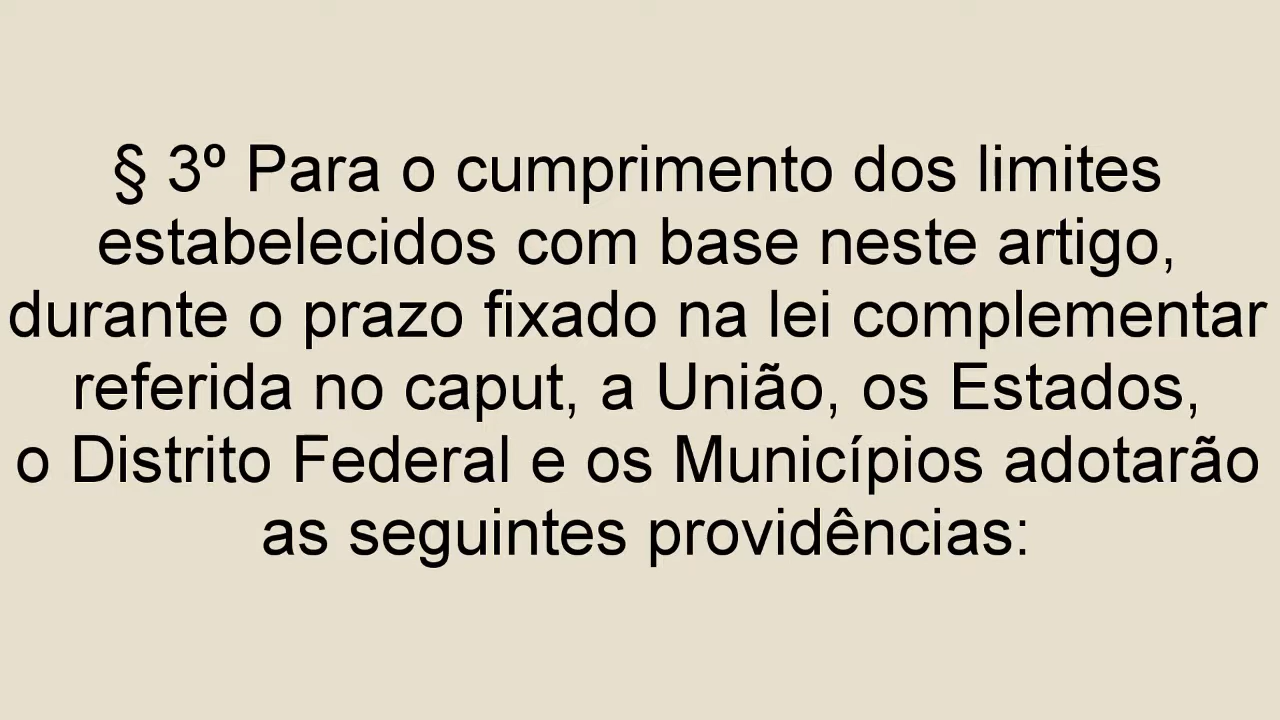 § 3º Para o cumprimento dos limites
estabelecidos com base neste artigo,
durante o prazo fixado na lei complementar
referida no caput, a União, os Estados,
o Distrito Federal e os Municípios adotarão
as seguintes providências: